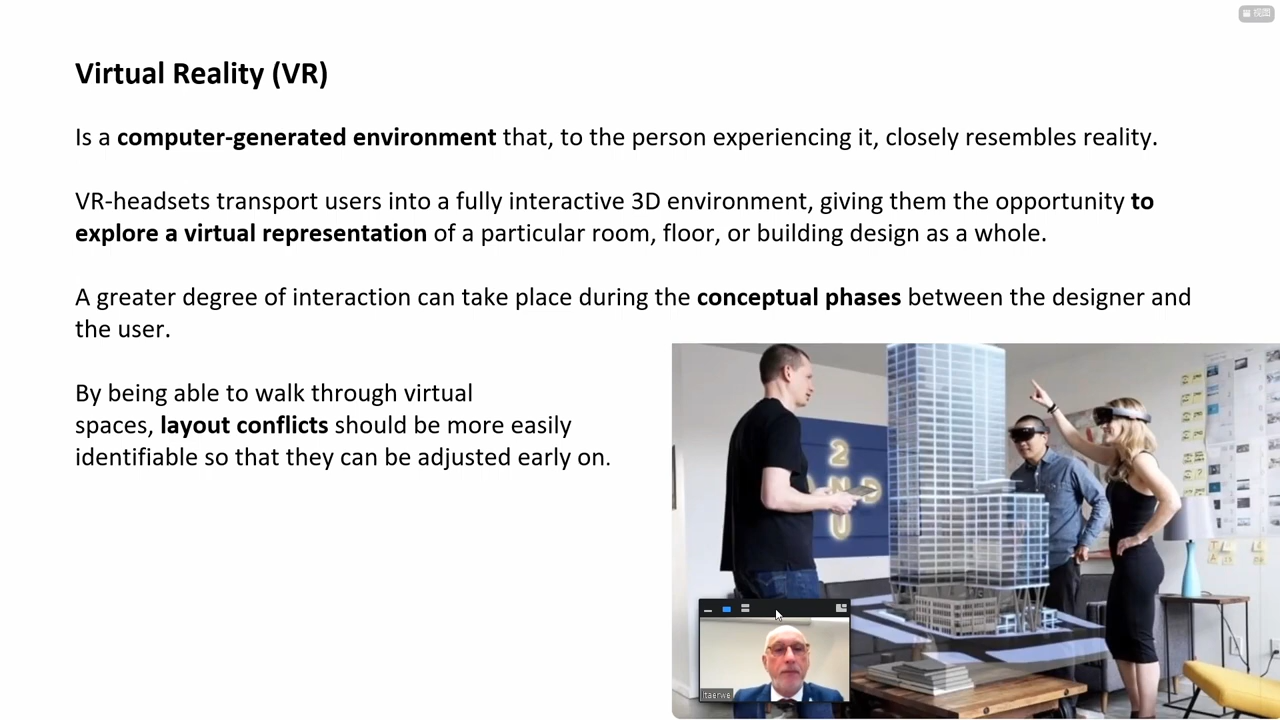 视图
Virtual Reality (VR)
Is a computer-generated environment that, to the person experiencing it, closely resembles reality.
VR-headsets transport users into a fully interactive 3D environment, giving them the opportunity to
explore a virtual representation of a particular room, floor, or building design as a whole.
A greater degree of interaction can take place during the conceptual phases between the designer and
the user.
By being able to walk through virtual
spaces, layout conflicts should be more easily
identifiable so that they can be adjusted early on.
2
ltaerwe